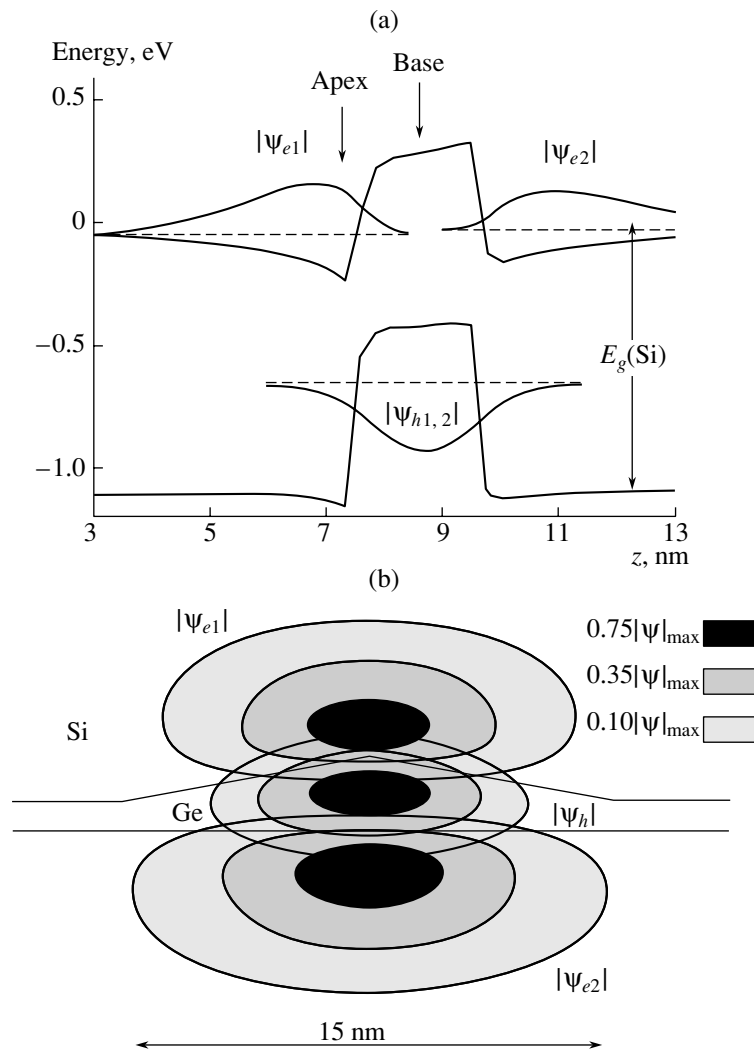 (a)
Energy, eV
Apex
Base
0.5
|ψe1|
|ψe2|
0
−0.5
Eg(Si)
|ψh1, 2|
−1.0
3 5 7 9 11 13
z, nm
(b)
|ψe1|
0.75|ψ|max
0.35|ψ|max
0.10|ψ|max
Si
Ge
|ψh|
|ψe2|
15 nm